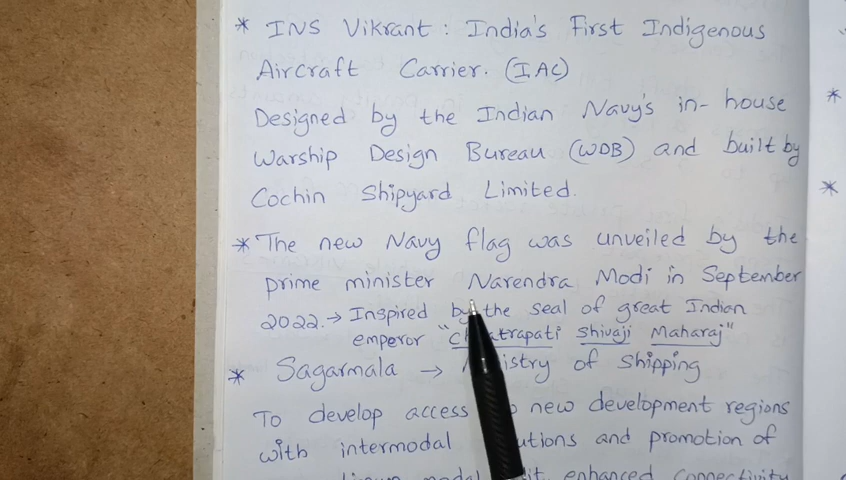 * INS Vikrant : India's First Indigenous
Aircraft Carrier. (IAC)
Designed by the Indian Navy's in-house
Warship Design Bureau (WDB) and built by
Cochin Shipyard Limited.
* The new Navy flag was unveiled by the
prime minister Narendra Modi in September
2022. → Inspired by the seal of great Indian
emperor "Chatrapati Shivaji Maharaj"
* Sagarmala → Ministry of Shipping
To develop access to new development regions
with intermodal and promotion of
enhanced connectivity
*
*